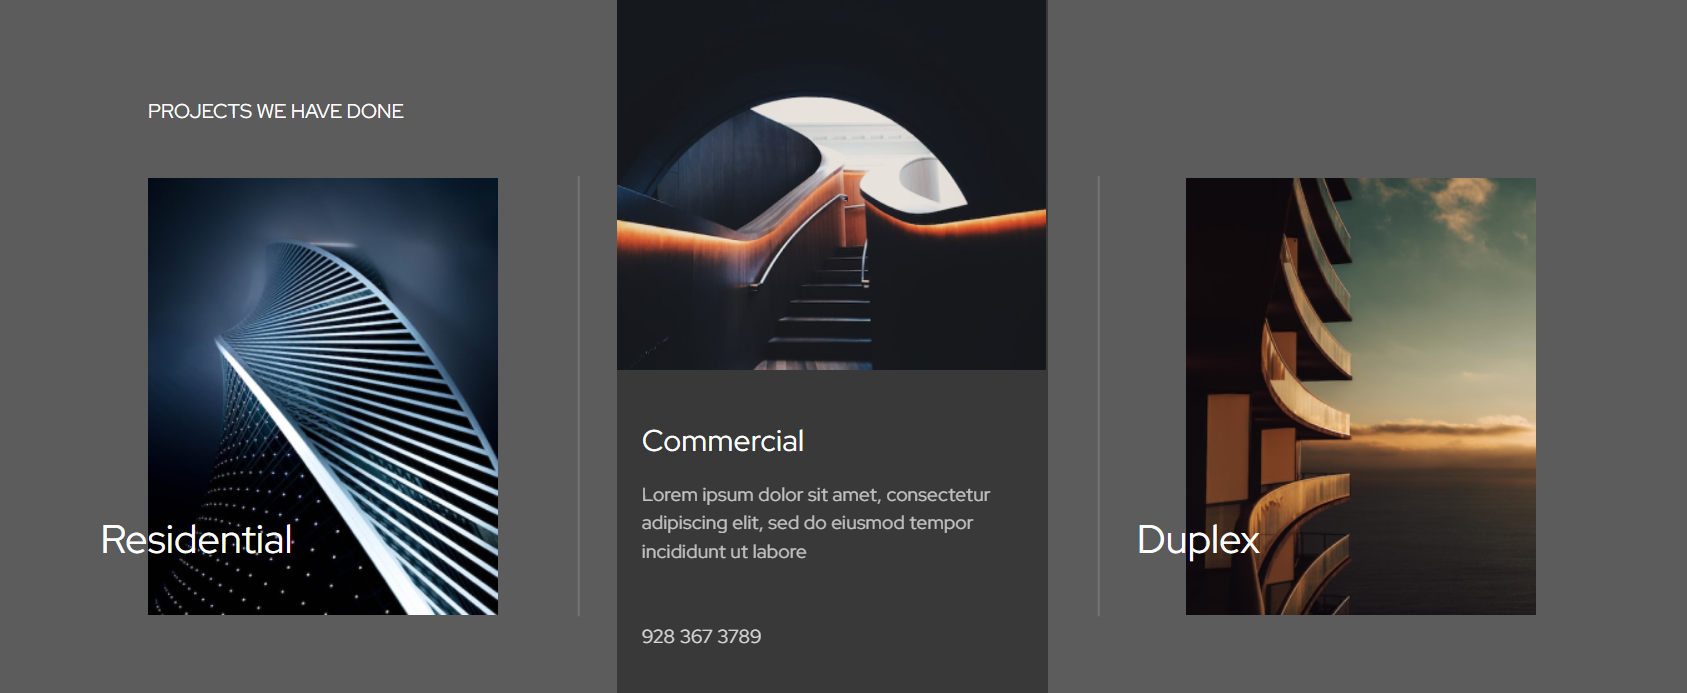 PROJECTS WE HAVE DONE
Residential
Commercial
Lorem ipsum dolor sit amet, consectetur
adipiscing elit, sed do eiusmod tempor
incididunt ut labore
928 367 3789
Duplex